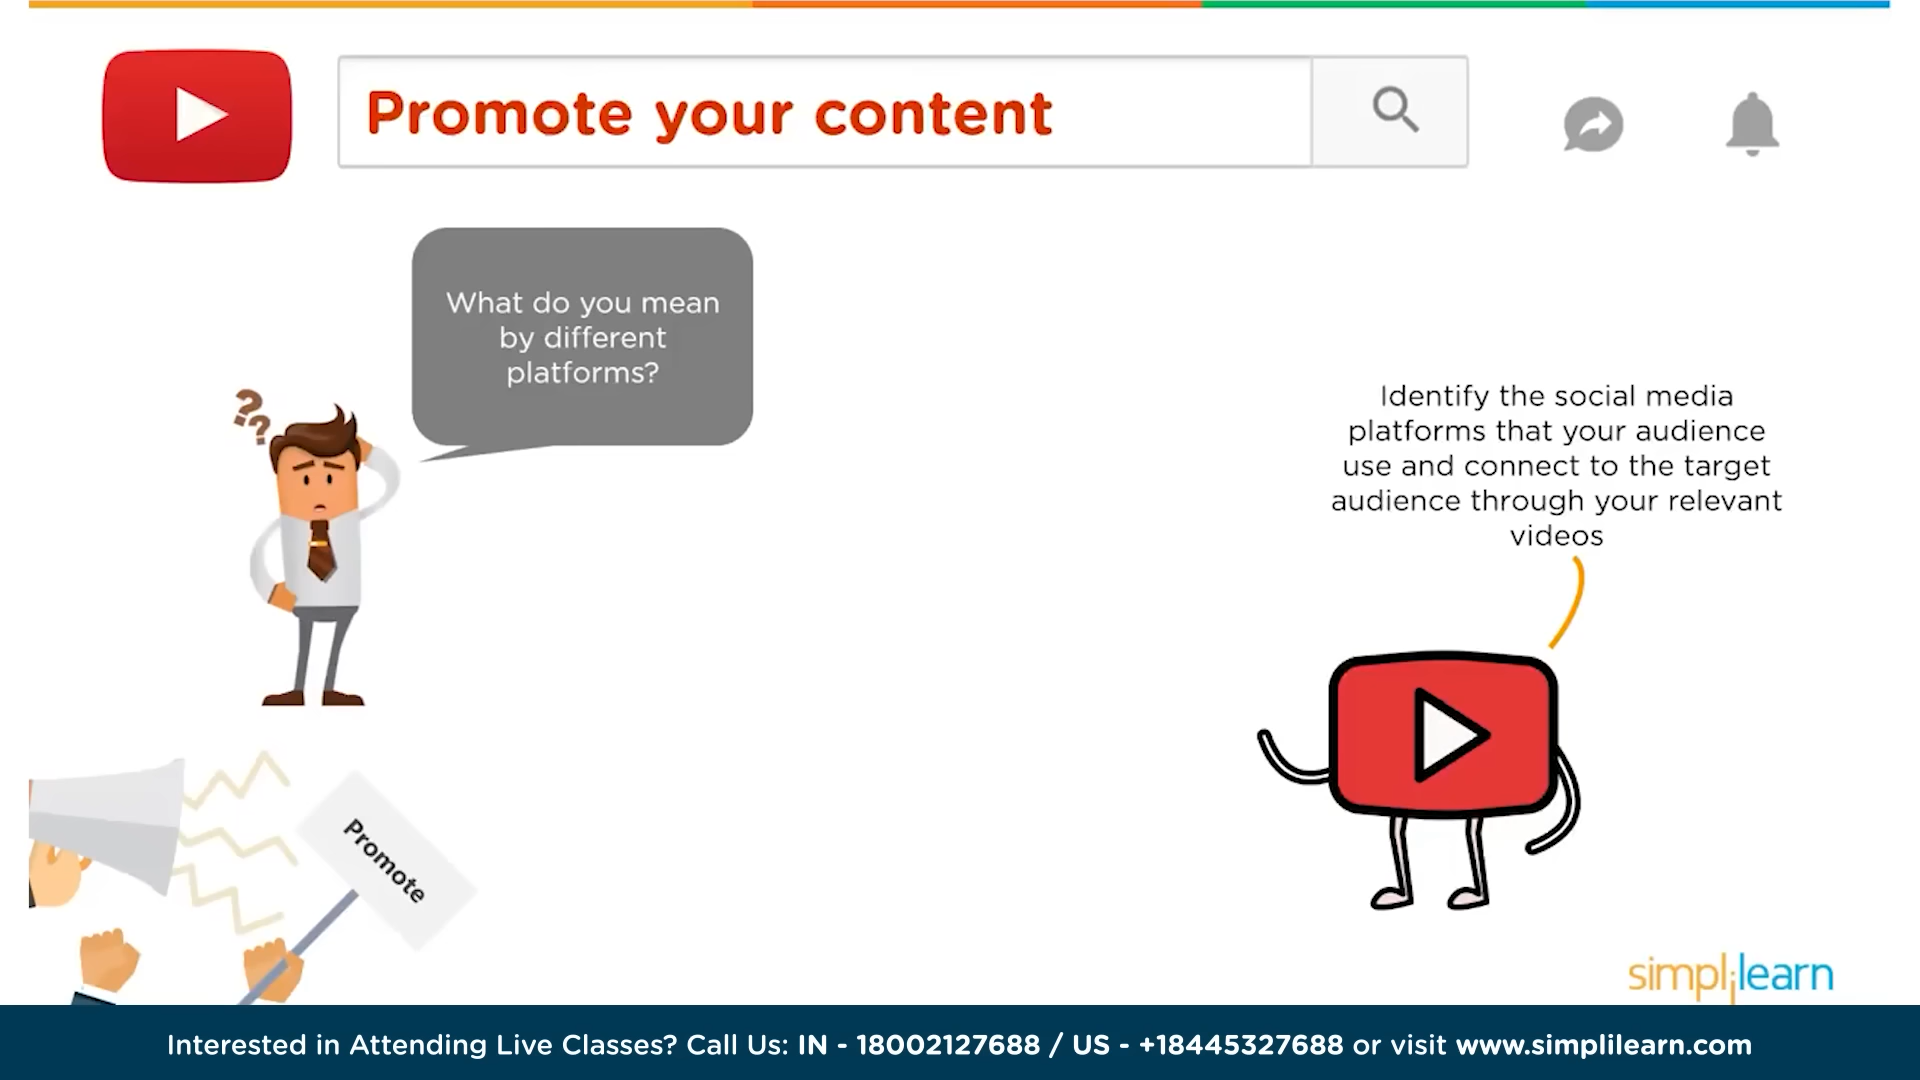 Promote your content
What do you mean
by different
platforms?
??
Identify the social media
platforms that your audience
use and connect to the target
audience through your relevant
videos
Promote
simplilearn
Interested in Attending Live Classes? Call Us: IN - 18002127688 / US - +18445327688 or visit www.simplilearn.com